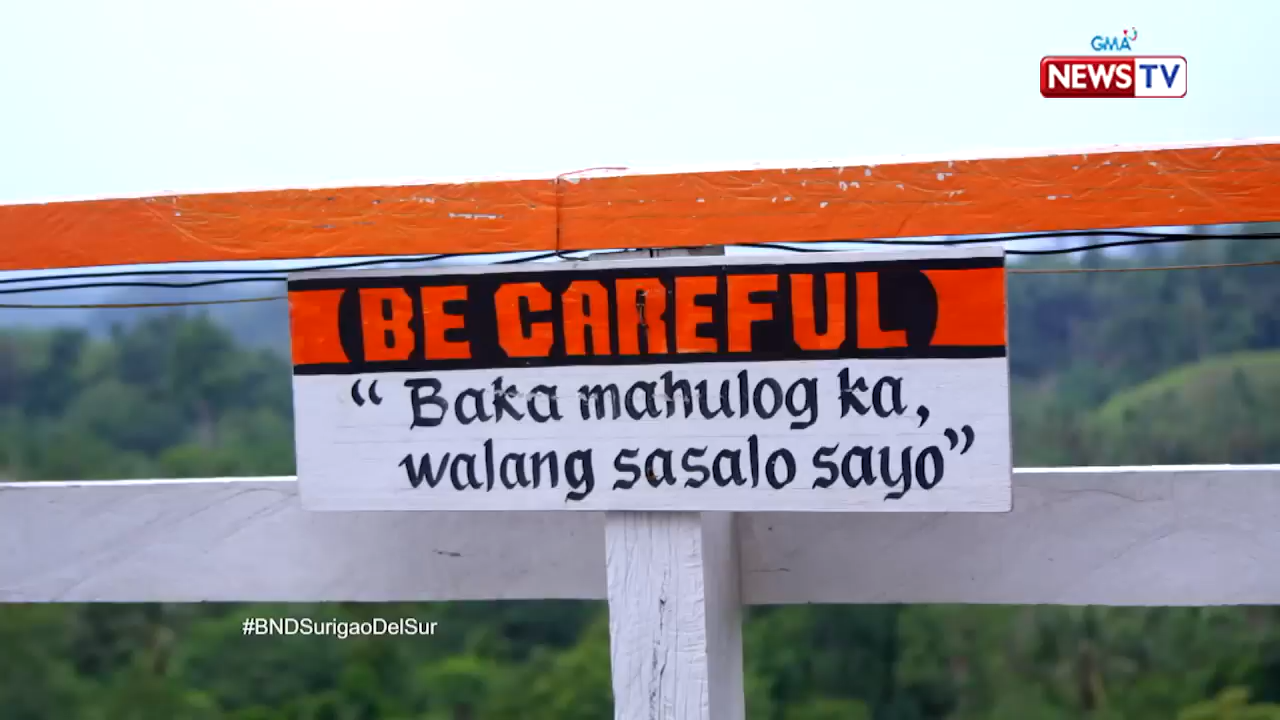 GMA
NEWS TV
BE CAREFUL
“ Baka mahulog ka,
walang sasalo sayo”
#BNDSurigaoDelSur